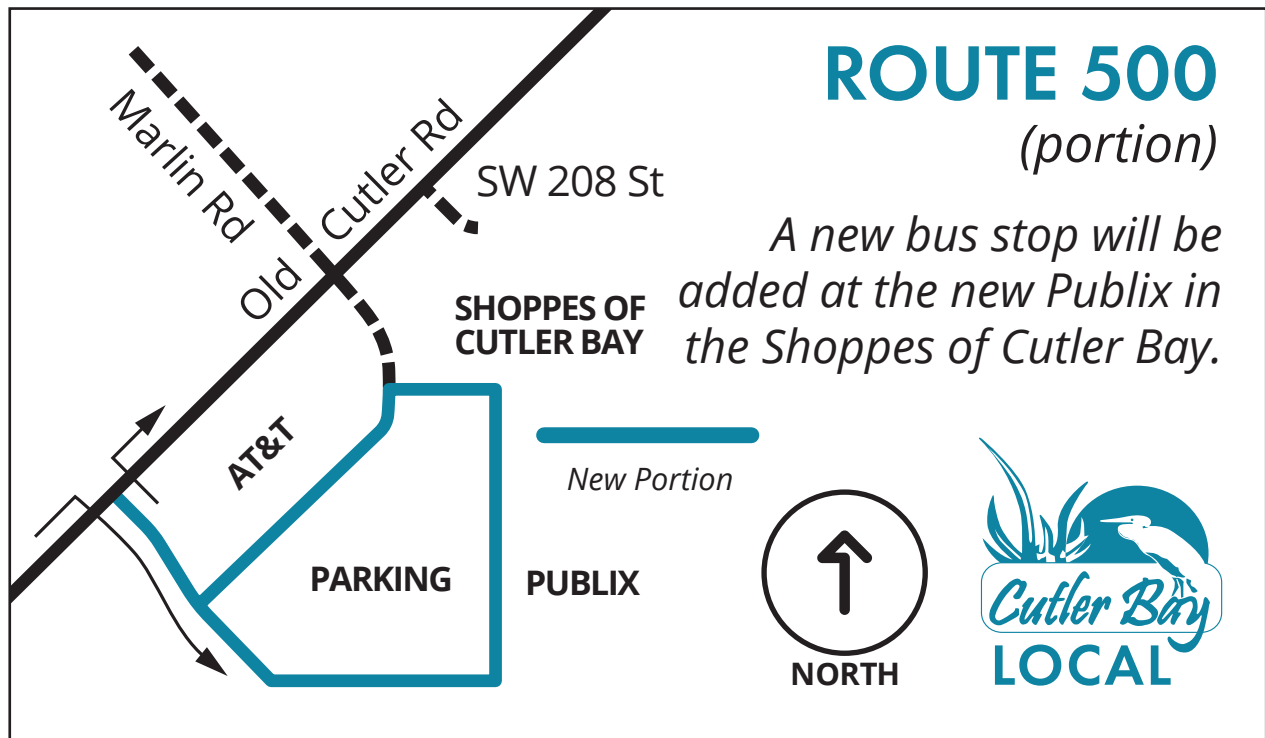 ROUTE 500
(portion)
A new bus stop will be
added at the new Publix in
the Shoppes of Cutler Bay.
Marlin Rd
Old Cutler Rd
SW 208 St
SHOPPES OF
CUTLER BAY
AT&T
New Portion
PARKING
PUBLIX
NORTH
Cutler Bay
LOCAL